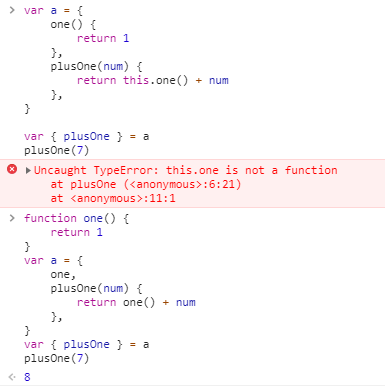 var a = {
    one() {
        return 1
    },
    plusOne(num) {
        return this.one() + num
    },
}

var { plusOne } = a
plusOne(7)
Uncaught TypeError: this.one is not a function
    at plusOne (<anonymous>:6:21)
    at <anonymous>:11:1
function one() {
    return 1
}
var a = {
    one,
    plusOne(num) {
        return one() + num
    },
}
var { plusOne } = a
plusOne(7)
8